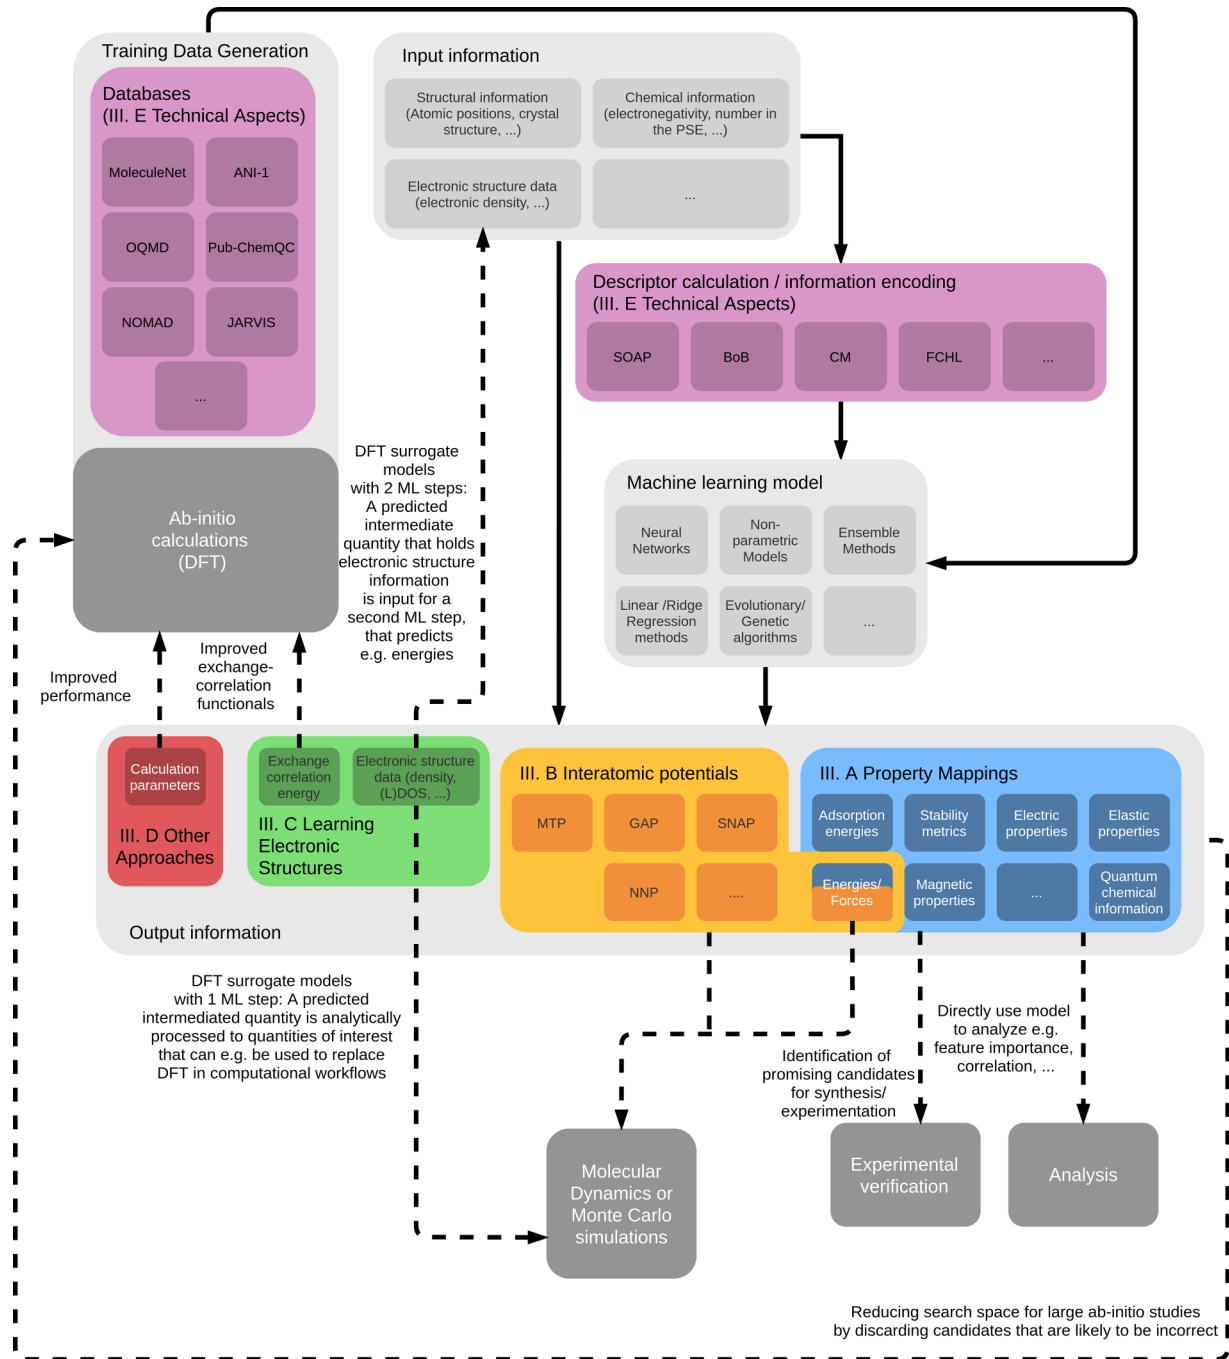 Training Data Generation
Databases
(III. E Technical Aspects)
MoleculeNet
ANI-1
OQMD
Pub-ChemQC
NOMAD
JARVIS
...
Ab-initio
calculations
(DFT)
Input information
Structural information
(Atomic positions, crystal
structure, ...)
Chemical information
(electronegativity, number in
the PSE, ...)
Electronic structure data
(electronic density, ...)
...
Descriptor calculation / information encoding
(III. E Technical Aspects)
SOAP
BoB
CM
FCHL
...
Machine learning model
Neural
Networks
Non-
parametric
Models
Ensemble
Methods
Linear /Ridge
Regression
methods
Evolutionary/
Genetic
algorithms
...
DFT surrogate
models
with 2 ML steps:
A predicted
intermediate
quantity that holds
electronic structure
information
is input for a
second ML step,
that predicts
e.g. energies
Improved
performance
Improved
exchange-
correlation
functionals
Calculation
parameters
III. D Other
Approaches
Exchange
correlation
energy
Electronic structure
data (density,
(L)DOS, ...)
III. C Learning
Electronic
Structures
III. B Interatomic potentials
MTP
GAP
SNAP
NNP
....
III. A Property Mappings
Adsorption
energies
Stability
metrics
Electric
properties
Elastic
properties
Energies/
Forces
Magnetic
properties
...
Quantum
chemical
information
Output information
DFT surrogate models
with 1 ML step: A predicted
intermediated quantity is analytically
processed to quantities of interest
that can e.g. be used to replace
DFT in computational workflows
Identification of
promising candidates
for synthesis/
experimentation
Directly use model
to analyze e.g.
feature importance,
correlation, ...
Molecular
Dynamics or
Monte Carlo
simulations
Experimental
verification
Analysis
Reducing search space for large ab-initio studies
by discarding candidates that are likely to be incorrect